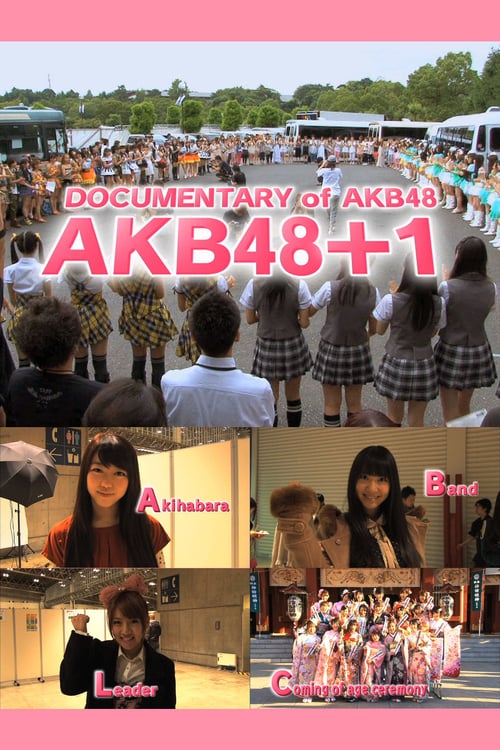 DOCUMENTARY of AKB48
AKB48+1
Akihabara
Band
Leader
Coming of age ceremony